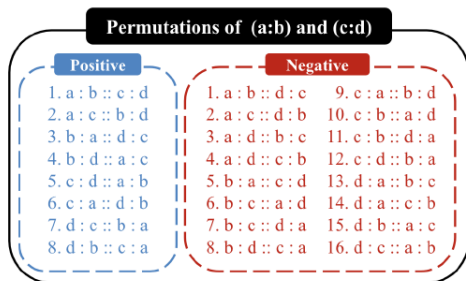 Permutations of (a:b) and (c:d)
Positive
1. a : b :: c : d
2. a : c :: b : d
3. b : a :: d : c
4. b : d :: a : c
5. c : d :: a : b
6. c : a :: d : b
7. d : c :: b : a
8. d : b :: c : a
Negative
1. a : b :: d : c
2. a : c :: d : b
3. a : d :: b : c
4. a : d :: c : b
5. b : a :: c : d
6. b : c :: a : d
7. b : c :: d : a
8. b : d :: c : a
9. c : a :: b : d
10. c : b :: a : d
11. c : b :: d : a
12. c : d :: b : a
13. d : a :: b : c
14. d : a :: c : b
15. d : b :: a : c
16. d : c :: a : b